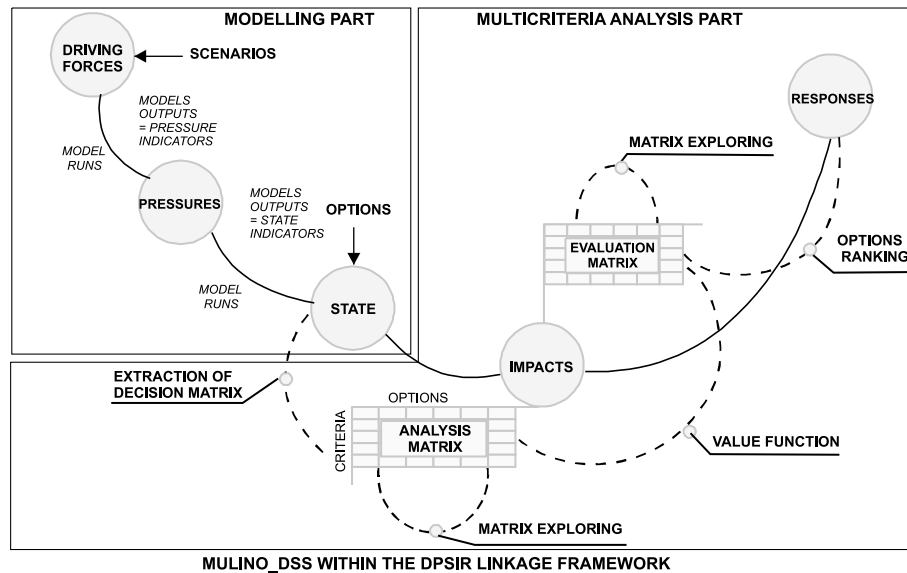 MODELLING PART
MULTICRITERIA ANALYSIS PART
DRIVING
FORCES
SCENARIOS
MODELS
OUTPUTS
= PRESSURE
INDICATORS
MODEL
RUNS
PRESSURES
MODELS
OUTPUTS
= STATE
INDICATORS
OPTIONS
MODEL
RUNS
STATE
RESPONSES
MATRIX EXPLORING
EVALUATION
MATRIX
OPTIONS
RANKING
IMPACTS
EXTRACTION OF
DECISION MATRIX
OPTIONS
CRITERIA
ANALYSIS
MATRIX
VALUE FUNCTION
MATRIX EXPLORING
MULINO_DSS WITHIN THE DPSIR LINKAGE FRAMEWORK